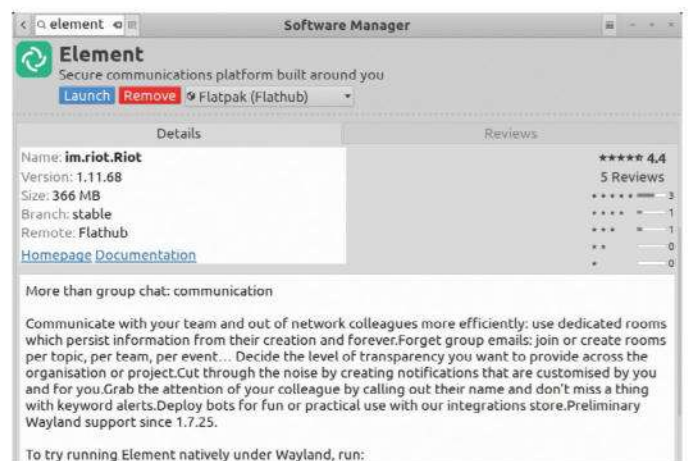 element
Software Manager
Element
Secure communications platform built around you
Launch Remove Flatpak (Flathub)
Details Reviews
Name: im.riot.Riot
Version: 1.11.68
Size: 366 MB
Branch: stable
Remote: Flathub
Homepage Documentation
4.4
5 Reviews
3
1
1
0
0
More than group chat: communication
Communicate with your team and out of network colleagues more efficiently: use dedicated rooms
which persist information from their creation and forever.Forget group emails: join or create rooms
per topic, per team, per event… Decide the level of transparency you want to provide across the
organisation or project.Cut through the noise by creating notifications that are customised by you
and for you.Grab the attention of your colleague by calling out their name and don't miss a thing
with keyword alerts.Deploy bots for fun or practical use with our integrations store.Preliminary
Wayland support since 1.7.25.
To try running Element natively under Wayland, run: